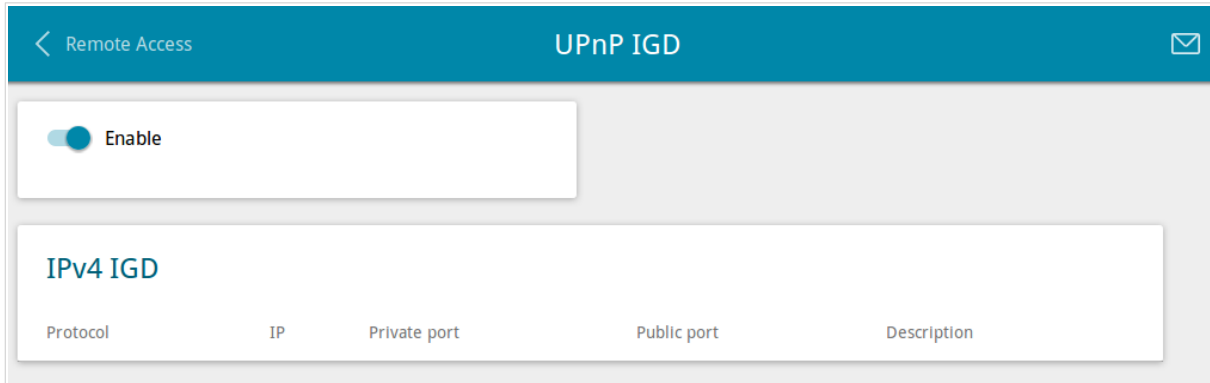 Remote Access UPnP IGD
Enable
IPv4 IGD
Protocol IP Private port Public port Description